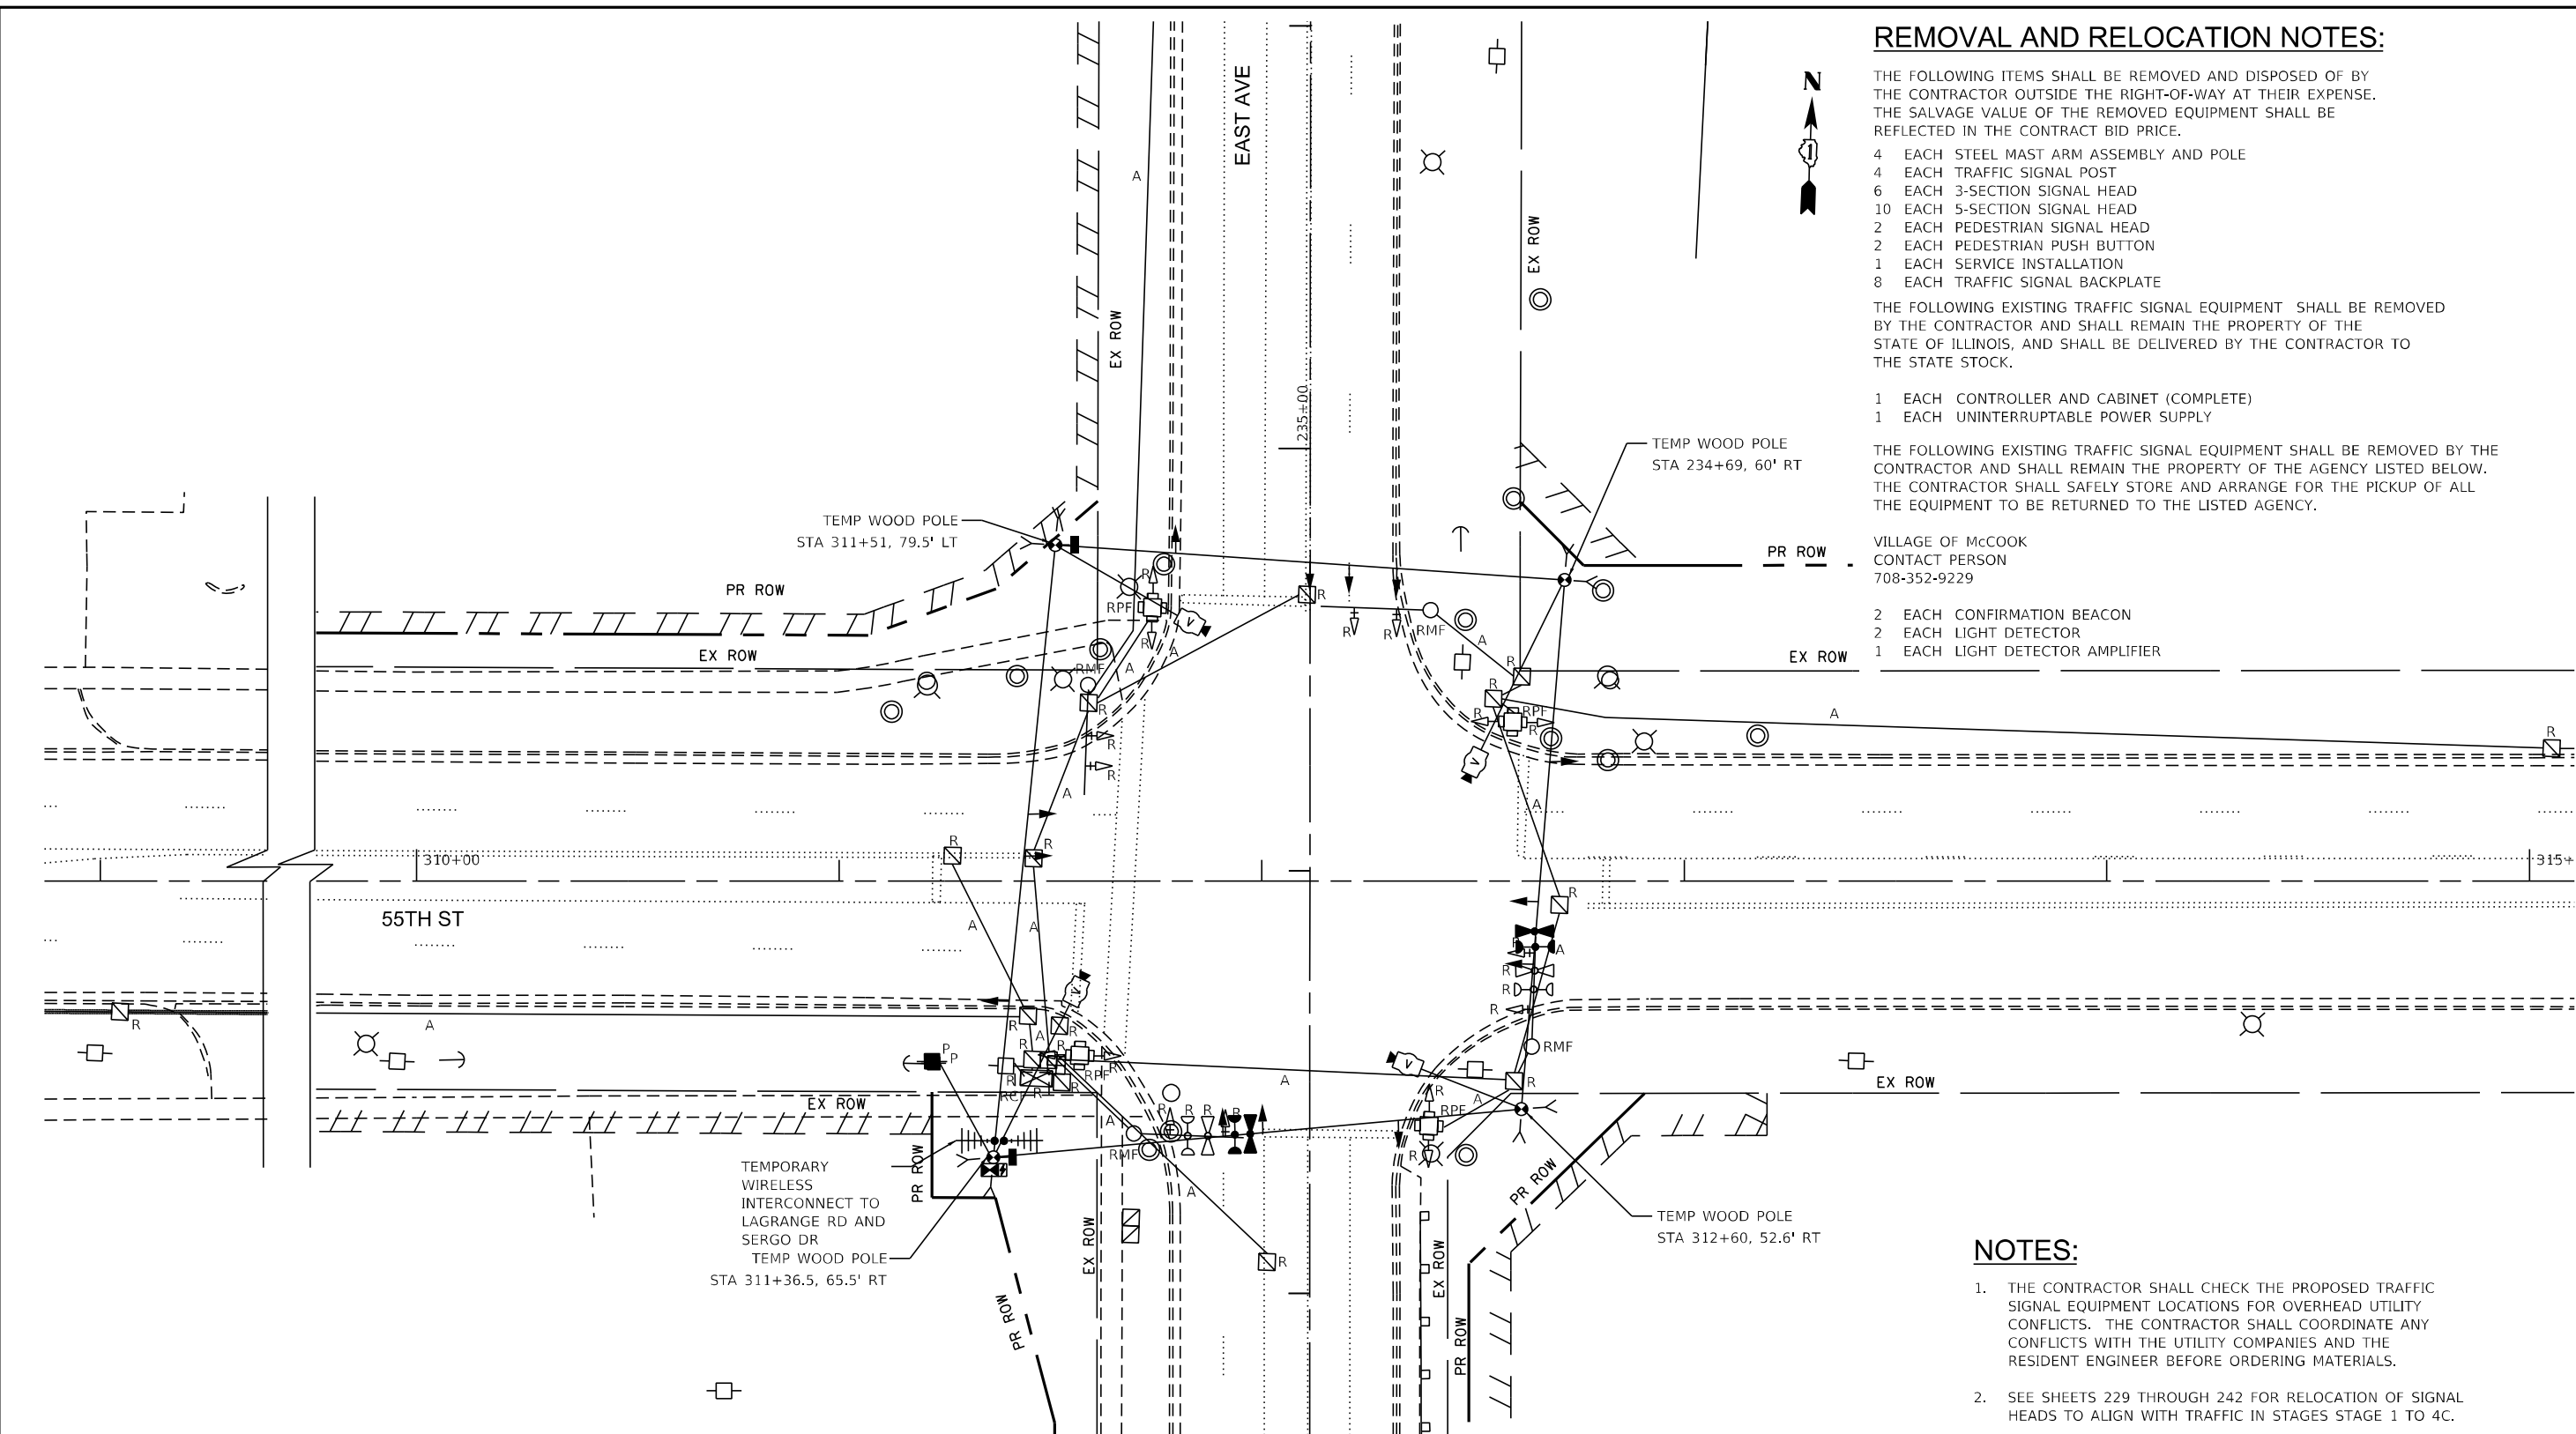 REMOVAL AND RELOCATION NOTES:
THE FOLLOWING ITEMS SHALL BE REMOVED AND DISPOSED OF BY
THE CONTRACTOR OUTSIDE THE RIGHT-OF-WAY AT THEIR EXPENSE.
THE SALVAGE VALUE OF THE REMOVED EQUIPMENT SHALL BE
REFLECTED IN THE CONTRACT BID PRICE.
4 EACH STEEL MAST ARM ASSEMBLY AND POLE
4 EACH TRAFFIC SIGNAL POST
6 EACH 3-SECTION SIGNAL HEAD
10 EACH 5-SECTION SIGNAL HEAD
2 EACH PEDESTRIAN SIGNAL HEAD
2 EACH PEDESTRIAN PUSH BUTTON
1 EACH SERVICE INSTALLATION
8 EACH TRAFFIC SIGNAL BACKPLATE
THE FOLLOWING EXISTING TRAFFIC SIGNAL EQUIPMENT SHALL BE REMOVED
BY THE CONTRACTOR AND SHALL REMAIN THE PROPERTY OF THE
STATE OF ILLINOIS, AND SHALL BE DELIVERED BY THE CONTRACTOR TO
THE STATE STOCK.
1 EACH CONTROLLER AND CABINET (COMPLETE)
1 EACH UNINTERRUPTABLE POWER SUPPLY
THE FOLLOWING EXISTING TRAFFIC SIGNAL EQUIPMENT SHALL BE REMOVED BY THE
CONTRACTOR AND SHALL REMAIN THE PROPERTY OF THE AGENCY LISTED BELOW.
THE CONTRACTOR SHALL SAFELY STORE AND ARRANGE FOR THE PICKUP OF ALL
THE EQUIPMENT TO BE RETURNED TO THE LISTED AGENCY.
VILLAGE OF McCOOK
CONTACT PERSON
708-352-9229
2 EACH CONFIRMATION BEACON
2 EACH LIGHT DETECTOR
1 EACH LIGHT DETECTOR AMPLIFIER
N
1
EAST AVE
A
EX ROW
EX ROW
235+00
TEMP WOOD POLE
STA 234+69, 60' RT
TEMP WOOD POLE
STA 311+51, 79.5' LT
PR ROW
PR ROW
EX ROW
EX ROW
R
RPF
V
R
A
R
R
R
RMF
A
RMF
A
R
R
R
R
RPF
R
V
A
R
R
R
A
A
R
R
310+00
315+
55TH ST
A
A
R
R
A
R
R
V
R
R
A
R
R
R
RPF
R
R
R
R
A
P
P
A
V
RMF
R
A
RPF
R
R
EX ROW
EX ROW
A
RMF
R
R
R
R
A
R
TEMPORARY
WIRELESS
INTERCONNECT TO
LAGRANGE RD AND
SERGO DR
TEMP WOOD POLE
STA 311+36.5, 65.5' RT
PR ROW
PR ROW
EX ROW
EX ROW
PR ROW
PR ROW
TEMP WOOD POLE
STA 312+60, 52.6' RT
NOTES:
1. THE CONTRACTOR SHALL CHECK THE PROPOSED TRAFFIC
SIGNAL EQUIPMENT LOCATIONS FOR OVERHEAD UTILITY
CONFLICTS. THE CONTRACTOR SHALL COORDINATE ANY
CONFLICTS WITH THE UTILITY COMPANIES AND THE
RESIDENT ENGINEER BEFORE ORDERING MATERIALS.
2. SEE SHEETS 229 THROUGH 242 FOR RELOCATION OF SIGNAL
HEADS TO ALIGN WITH TRAFFIC IN STAGES STAGE 1 TO 4C.